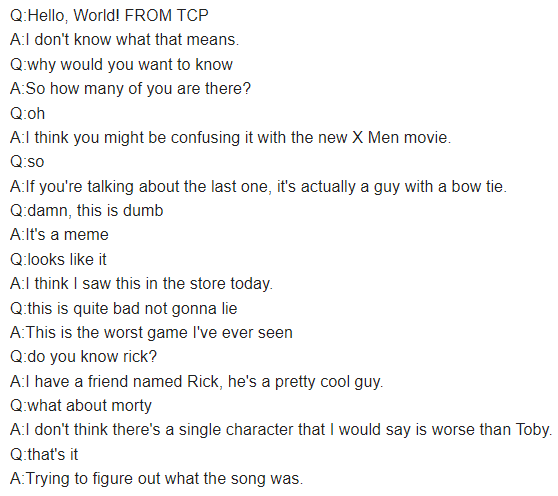 Q:Hello, World! FROM TCP
A:I don't know what that means.
Q:why would you want to know
A:So how many of you are there?
Q:oh
A:I think you might be confusing it with the new X Men movie.
Q:so
A:If you're talking about the last one, it's actually a guy with a bow tie.
Q:damn, this is dumb
A:It's a meme
Q:looks like it
A:I think I saw this in the store today.
Q:this is quite bad not gonna lie
A:This is the worst game I've ever seen
Q:do you know rick?
A:I have a friend named Rick, he's a pretty cool guy.
Q:what about morty
A:I don't think there's a single character that I would say is worse than Toby.
Q:that's it
A:Trying to figure out what the song was.